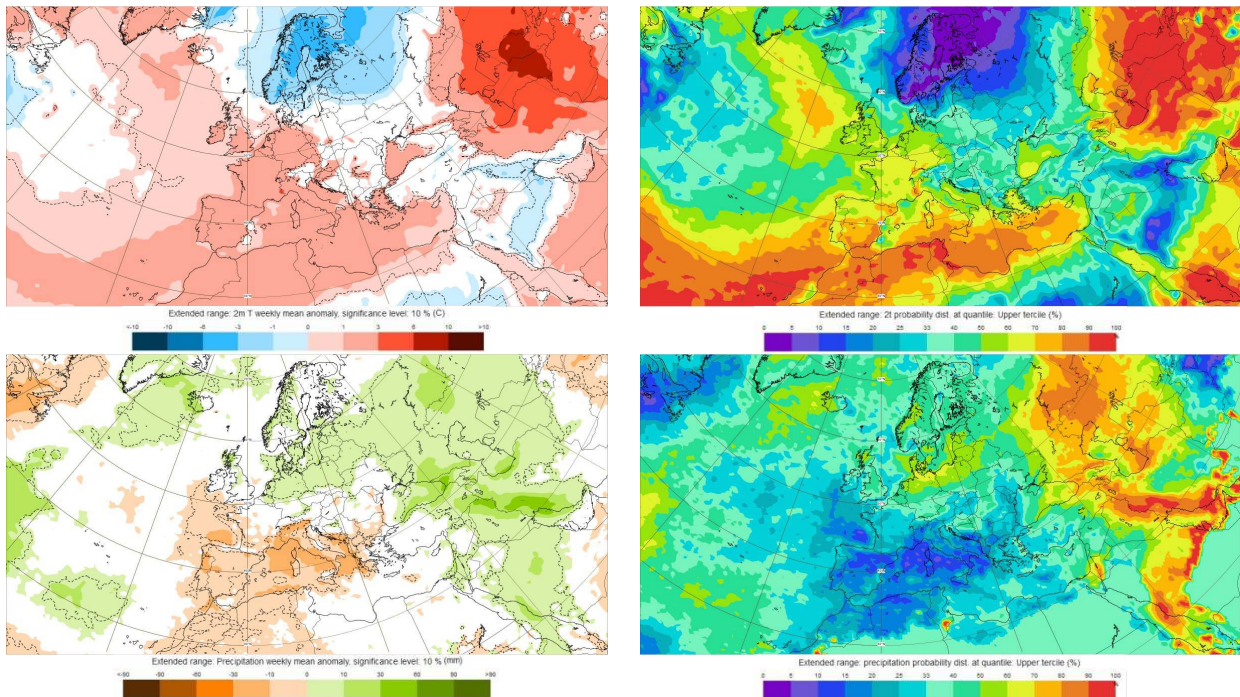 Extended range: 2m T weekly mean anomaly, significance level: 10 % (C)
<-10 -10 -6 -3 -1 0 1 3 6 10 >10
Extended range: 2t probability dist. at quantile: Upper tercile (%)
0 5 10 15 20 25 33 40 50 60 70 80 90 100
%
Extended range: Precipitation weekly mean anomaly, significance level: 10 % (mm)
<-90 -90 -60 -30 -10 0 10 30 60 90 >90
Extended range: precipitation probability dist. at quantile: Upper tercile (%)
0 5 10 15 20 25 33 40 50 60 70 80 90 100
%